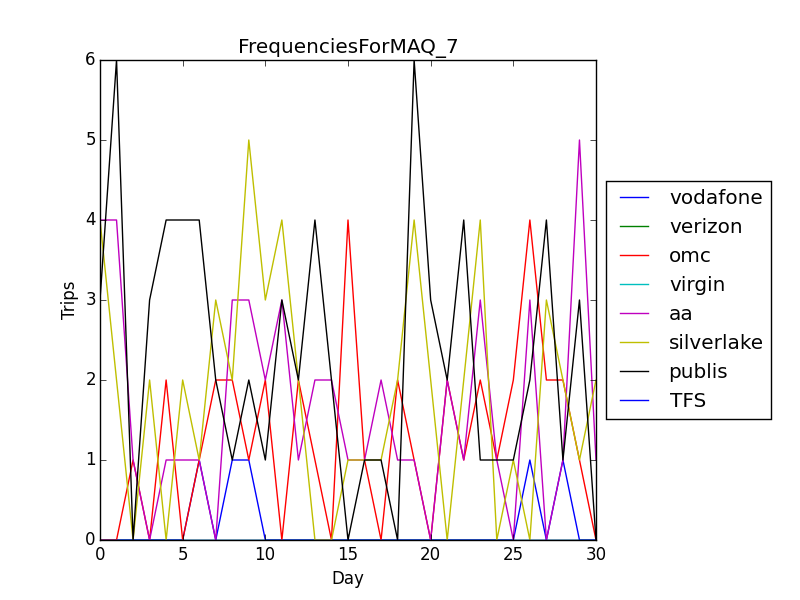 FrequenciesForMAQ_7
6
5
4
3
2
1
0
Trips
0 5 10 15 20 25 30
Day
vodafone
verizon
omc
virgin
aa
silverlake
publis
TFS